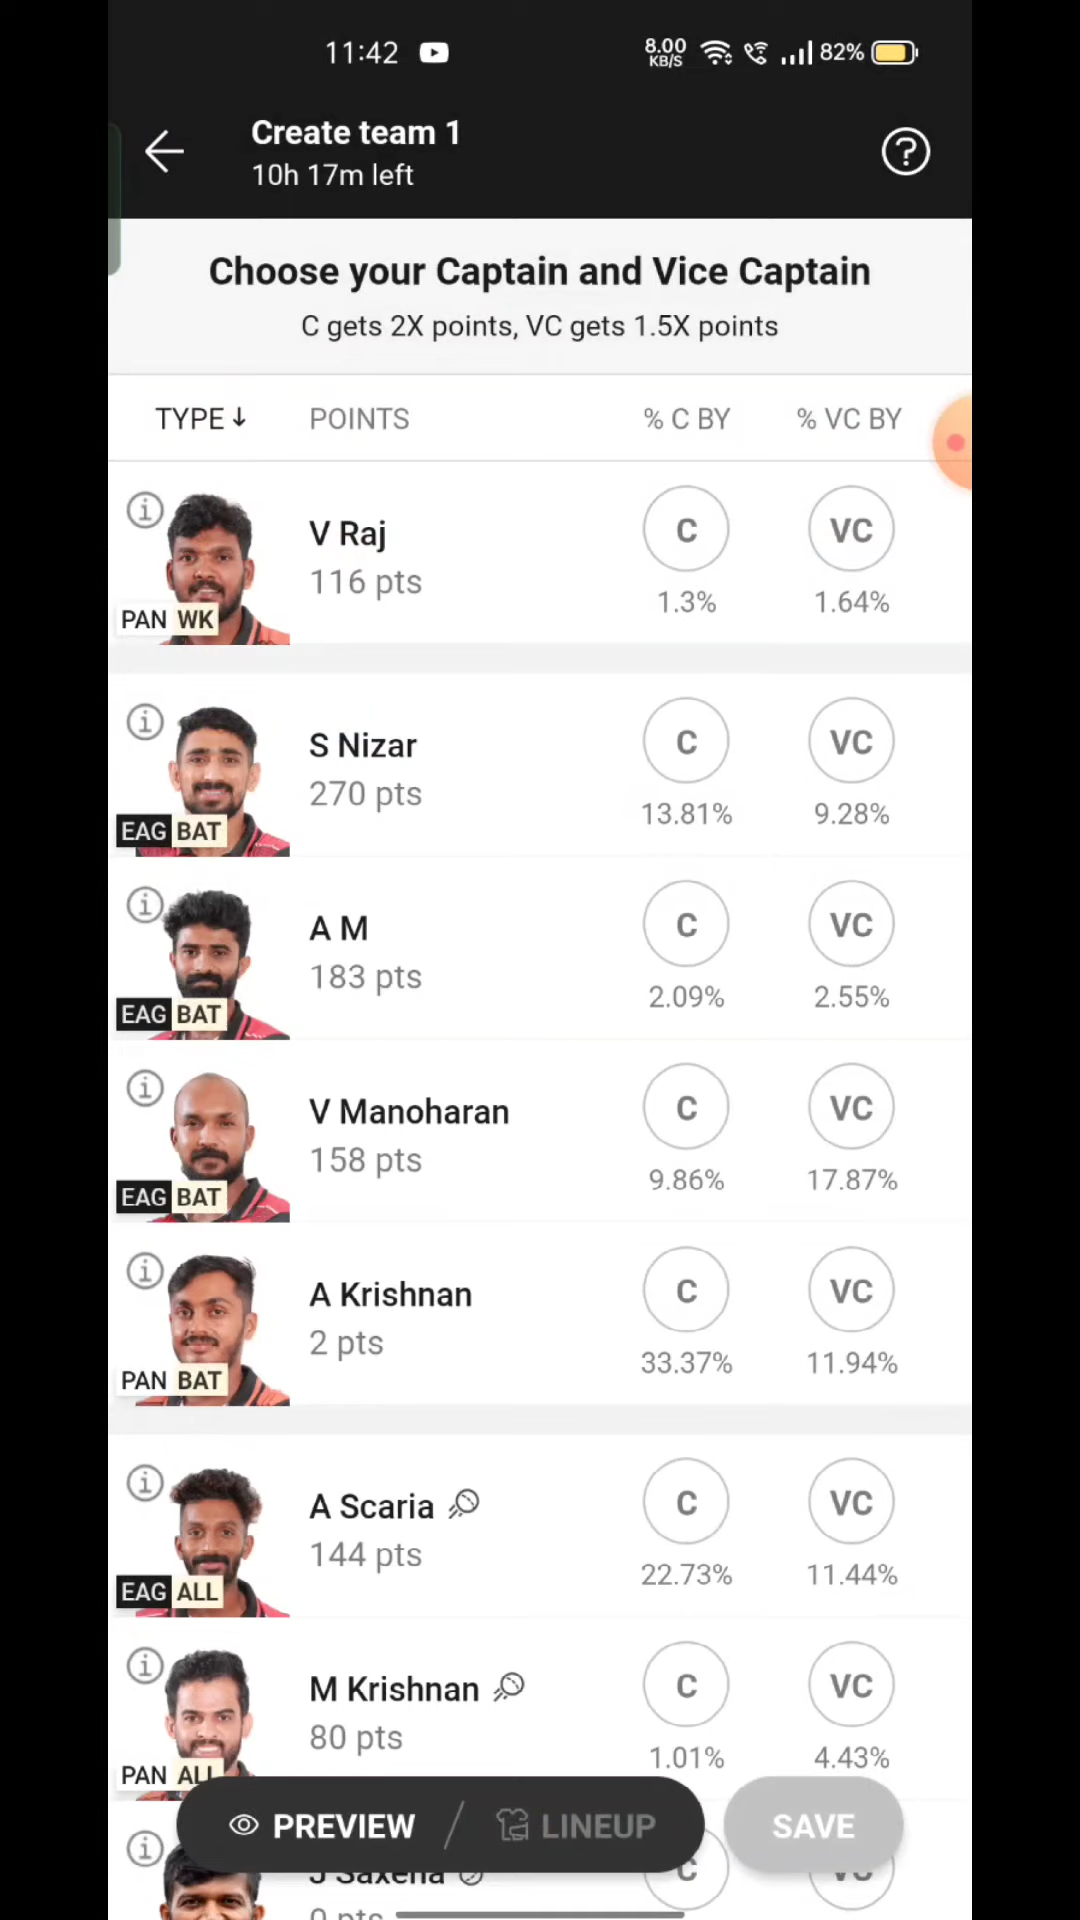 11:42
8.00 KB/S
82%
Create team 1
10h 17m left
Choose your Captain and Vice Captain
C gets 2X points, VC gets 1.5X points
TYPE↓ POINTS % C BY % VC BY
V Raj
116 pts
PAN WK
C VC
1.3% 1.64%
S Nizar
270 pts
EAG BAT
C VC
13.81% 9.28%
A M
183 pts
EAG BAT
C VC
2.09% 2.55%
V Manoharan
158 pts
EAG BAT
C VC
9.86% 17.87%
A Krishnan
2 pts
PAN BAT
C VC
33.37% 11.94%
A Scaria
144 pts
EAG ALL
C VC
22.73% 11.44%
M Krishnan
80 pts
PAN ALL
C VC
1.01% 4.43%
PREVIEW / LINEUP SAVE
J Saxena
C VC
0 pts